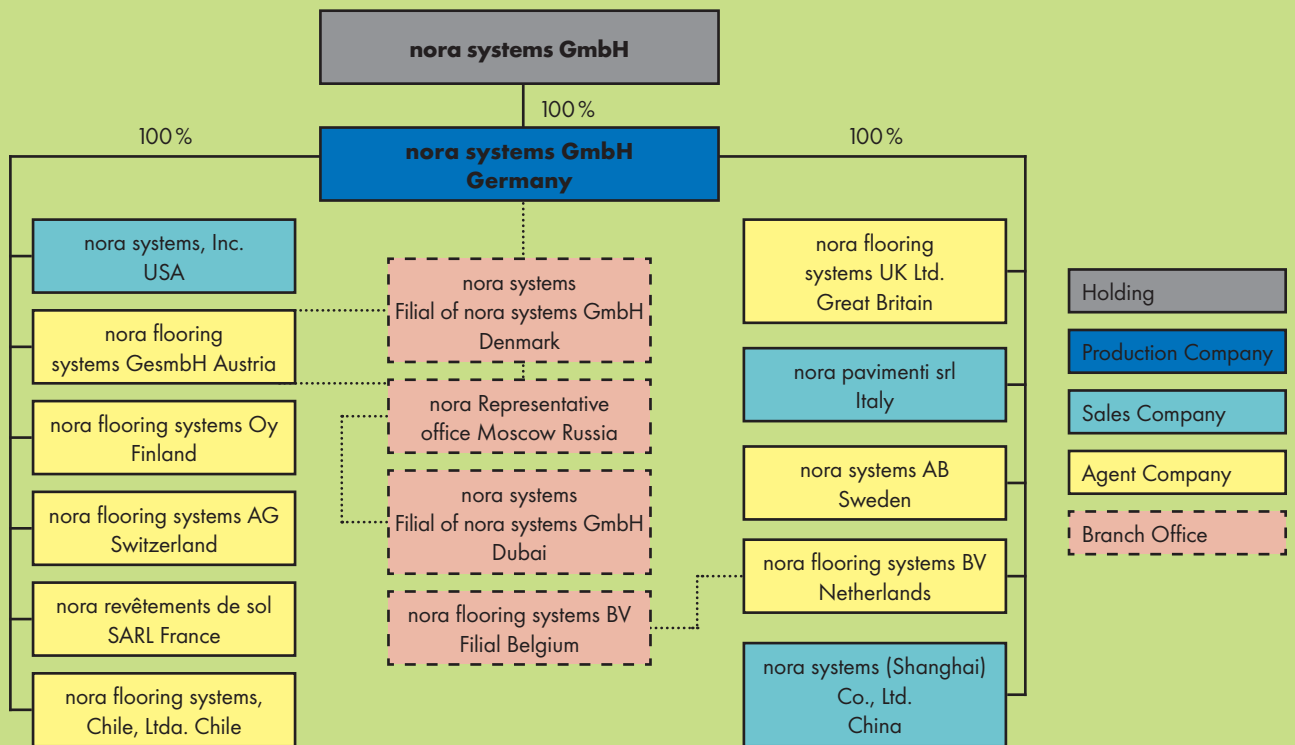 nora systems GmbH
100%
100%
100%
nora systems GmbH
Germany
nora systems, Inc.
USA
nora flooring
systems GesmbH Austria
nora flooring systems Oy
Finland
nora flooring systems AG
Switzerland
nora revêtements de sol
SARL France
nora flooring systems,
Chile, Ltda. Chile
nora systems
Filial of nora systems GmbH
Denmark
nora Representative
office Moscow Russia
nora systems
Filial of nora systems GmbH
Dubai
nora flooring systems BV
Filial Belgium
nora flooring
systems UK Ltd.
Great Britain
nora pavimenti srl
Italy
nora systems AB
Sweden
nora flooring systems BV
Netherlands
nora systems (Shanghai)
Co., Ltd.
China
Holding
Production Company
Sales Company
Agent Company
Branch Office